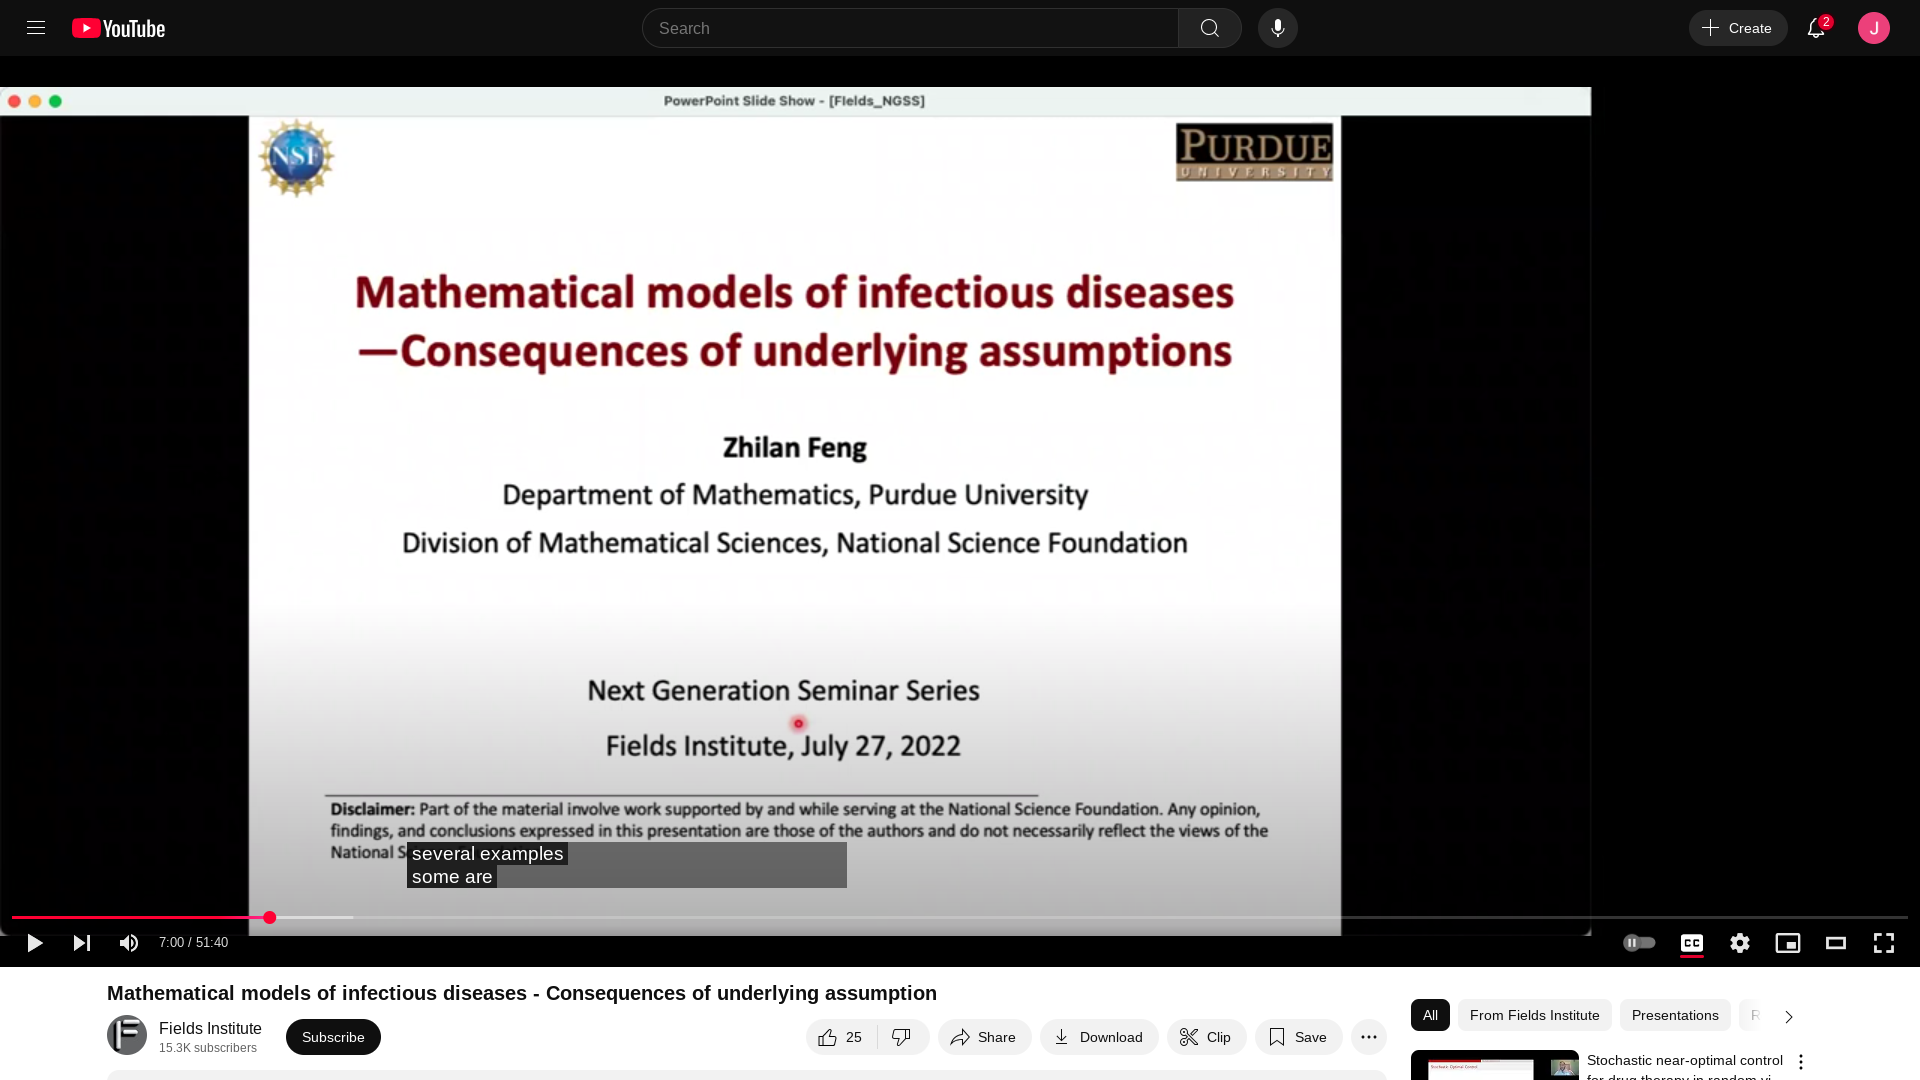 YouTube
Search
Create
2
J
PowerPoint Slide Show - [FIelds_NGSS]
NSF
PURDUE
UNIVERSITY
Mathematical models of infectious diseases
—Consequences of underlying assumptions
Zhilan Feng
Department of Mathematics, Purdue University
Division of Mathematical Sciences, National Science Foundation
Next Generation Seminar Series
Fields Institute, July 27, 2022
Disclaimer: Part of the material involve work supported by and while serving at the National Science Foundation. Any opinion,
findings, and conclusions expressed in this presentation are those of the authors and do not necessarily reflect the views of the
National
several examples
some are
7:00 / 51:40
CC
Mathematical models of infectious diseases - Consequences of underlying assumption
Fields Institute
15.3K subscribers
Subscribe
25
Share
Download
Clip
Save
All
From Fields Institute
Presentations
Stochastic near-optimal control
for drug therapy in random vi